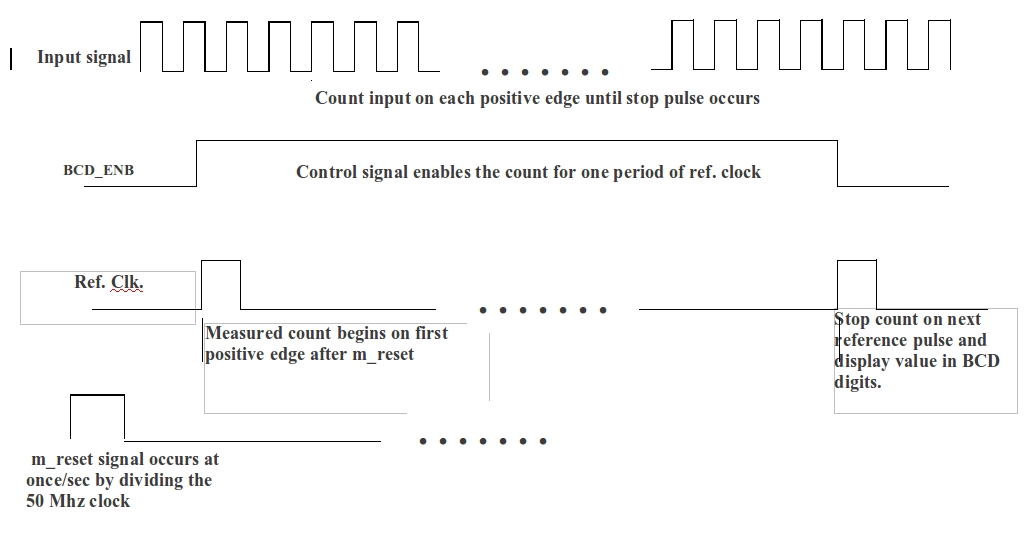 Input signal
Count input on each positive edge until stop pulse occurs
BCD_ENB
Control signal enables the count for one period of ref. clock
Ref. Clk.
Measured count begins on first
positive edge after m_reset
Stop count on next
reference pulse and
display value in BCD
digits.
m_reset signal occurs at
once/sec by dividing the
50 Mhz clock